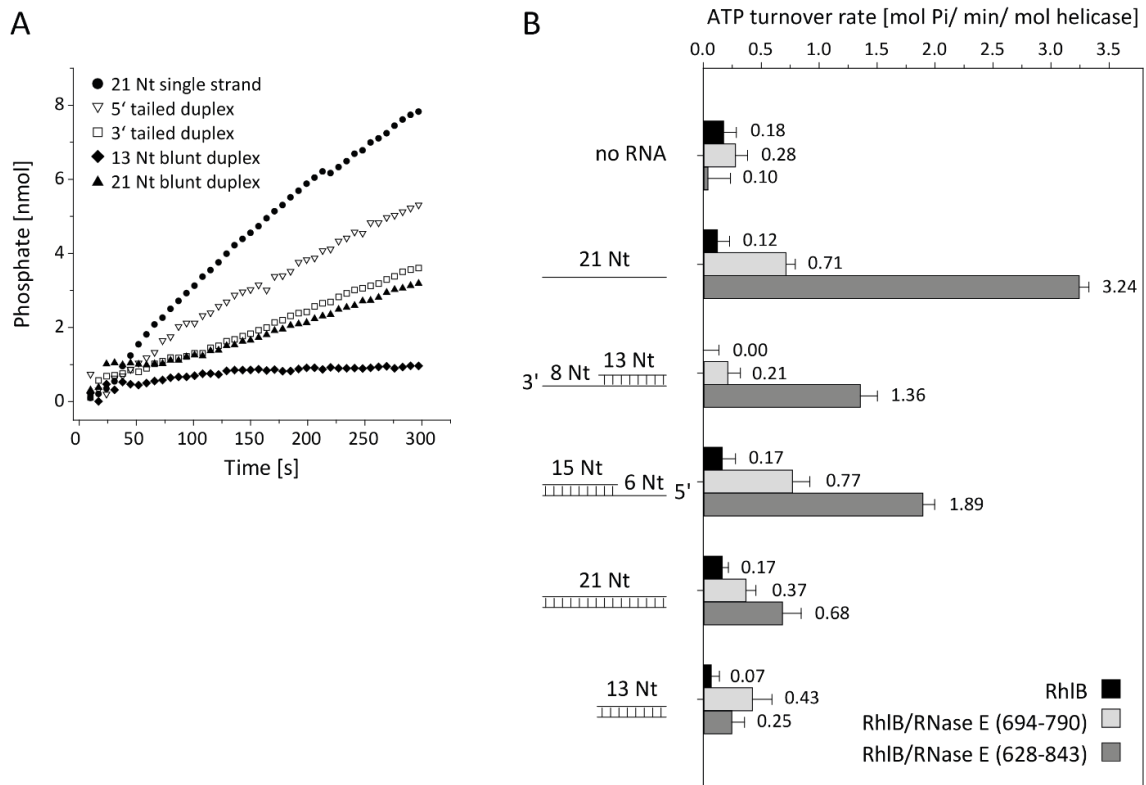 A
Phosphate [nmol]
8
6
4
2
0
21 Nt single strand
5‘ tailed duplex
3‘ tailed duplex
13 Nt blunt duplex
21 Nt blunt duplex
0 50 100 150 200 250 300
Time [s]
B
ATP turnover rate [mol Pi/ min/ mol helicase]
0.0 0.5 1.0 1.5 2.0 2.5 3.0 3.5
no RNA
0.18
0.28
0.10
21 Nt
0.12
0.71
3.24
13 Nt
3' 8 Nt
0.00
0.21
1.36
15 Nt
6 Nt 5'
0.17
0.77
1.89
21 Nt
0.17
0.37
0.68
13 Nt
0.07
0.43
0.25
RhlB
RhlB/RNase E (694-790)
RhlB/RNase E (628-843)